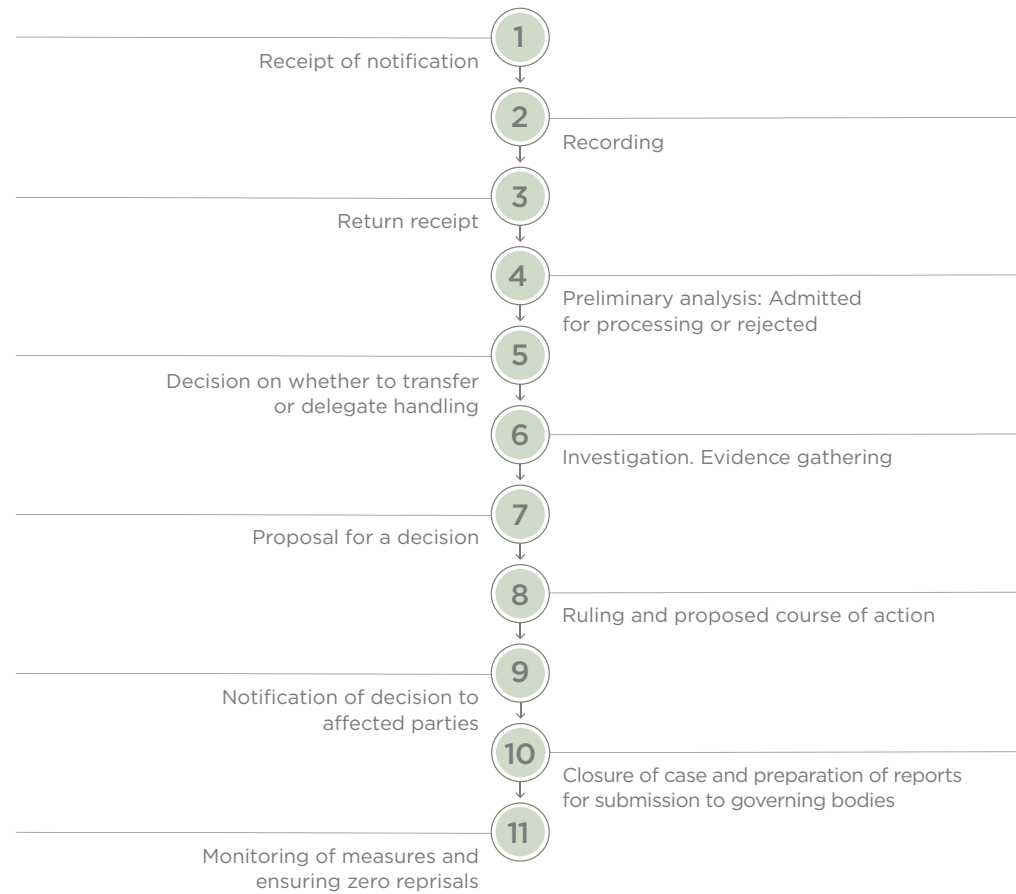 1
Receipt of notification
2
Recording
3
Return receipt
4
Preliminary analysis: Admitted
for processing or rejected
5
Decision on whether to transfer
or delegate handling
6
Investigation. Evidence gathering
7
Proposal for a decision
8
Ruling and proposed course of action
9
Notification of decision to
affected parties
10
Closure of case and preparation of reports
for submission to governing bodies
11
Monitoring of measures and
ensuring zero reprisals